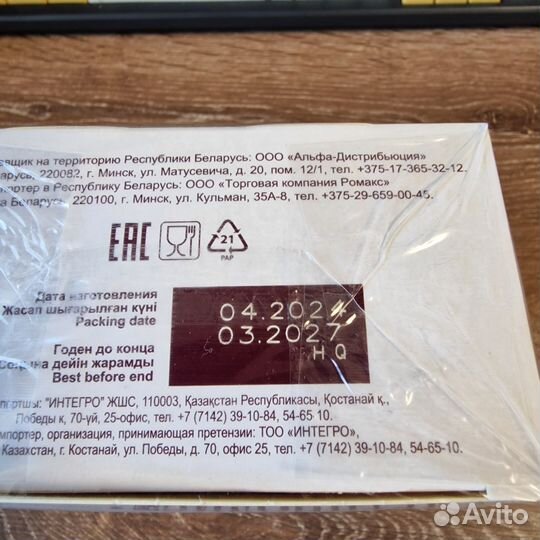 на территорию Республики Беларусь: ООО «Альфа-Дистрибьюция»
220082, г. Минск, ул. Матусевича, д. 20, пом. 12/1, тел. +375-17-365-32-12.
в Республику Беларусь: ООО «Торговая компания Ромакс»
Беларусь, 220100, г. Минск, ул. Кульман, 35А-8, тел. +375-29-659-00-45.
EAC
21
PAP
Дата изготовления
Жасап шығарылған күні
Packing date
04.2024
Годен до конца
дейін жарамды
Best before end
03.2027
HQ
"ИНТЕГРО" ЖШС, 110003, Қазақстан Республикасы, Қостанай қ.,
Победы к, 70-үй, 25-офис, тел. +7 (7142) 39-10-84, 54-65 10.
организация, принимающая претензии: ТОО «ИНТЕГРО»,
Казахстан, г. Костанай, ул. Победы, д. 70, офис 25, тел. +7 (7142) 39-10-84, 54-65-10.
Avito